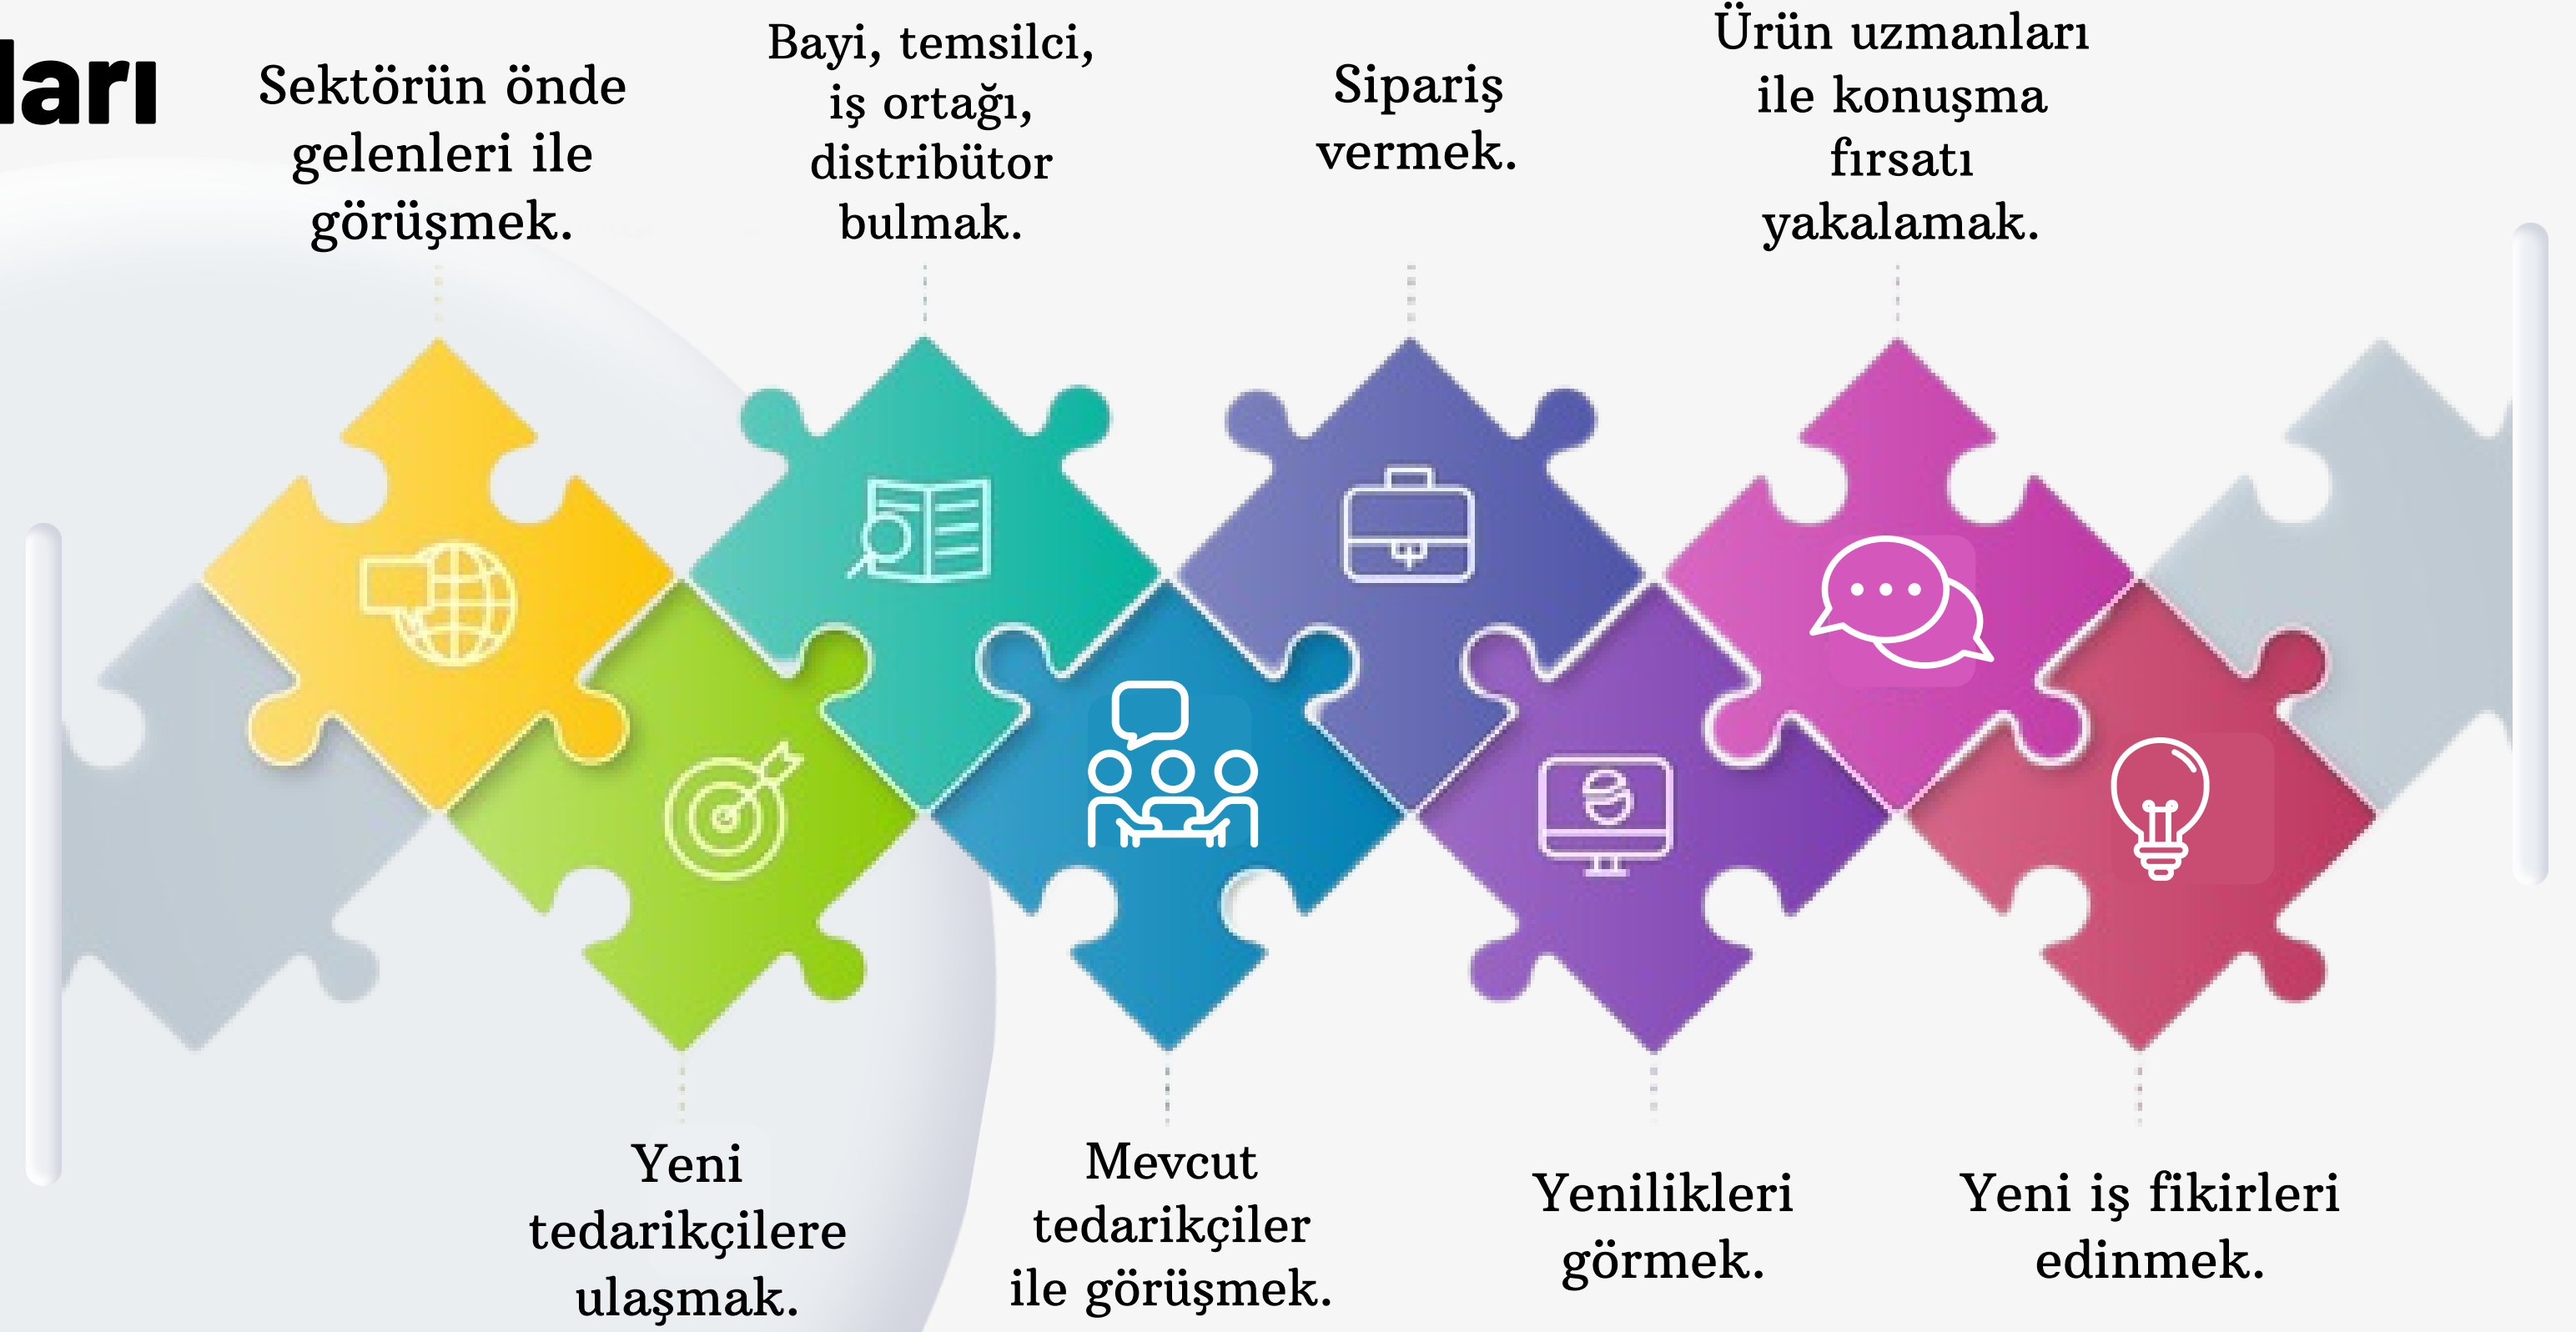 ları
Sektörün önde
gelenleri ile
görüşmek.
Bayi, temsilci,
iş ortağı,
distribütor
bulmak.
Sipariş
vermek.
Ürün uzmanları
ile konuşma
fırsatı
yakalamak.
Yeni
tedarikçilere
ulaşmak.
Mevcut
tedarikçiler
ile görüşmek.
Yenilikleri
görmek.
Yeni iş fikirleri
edinmek.